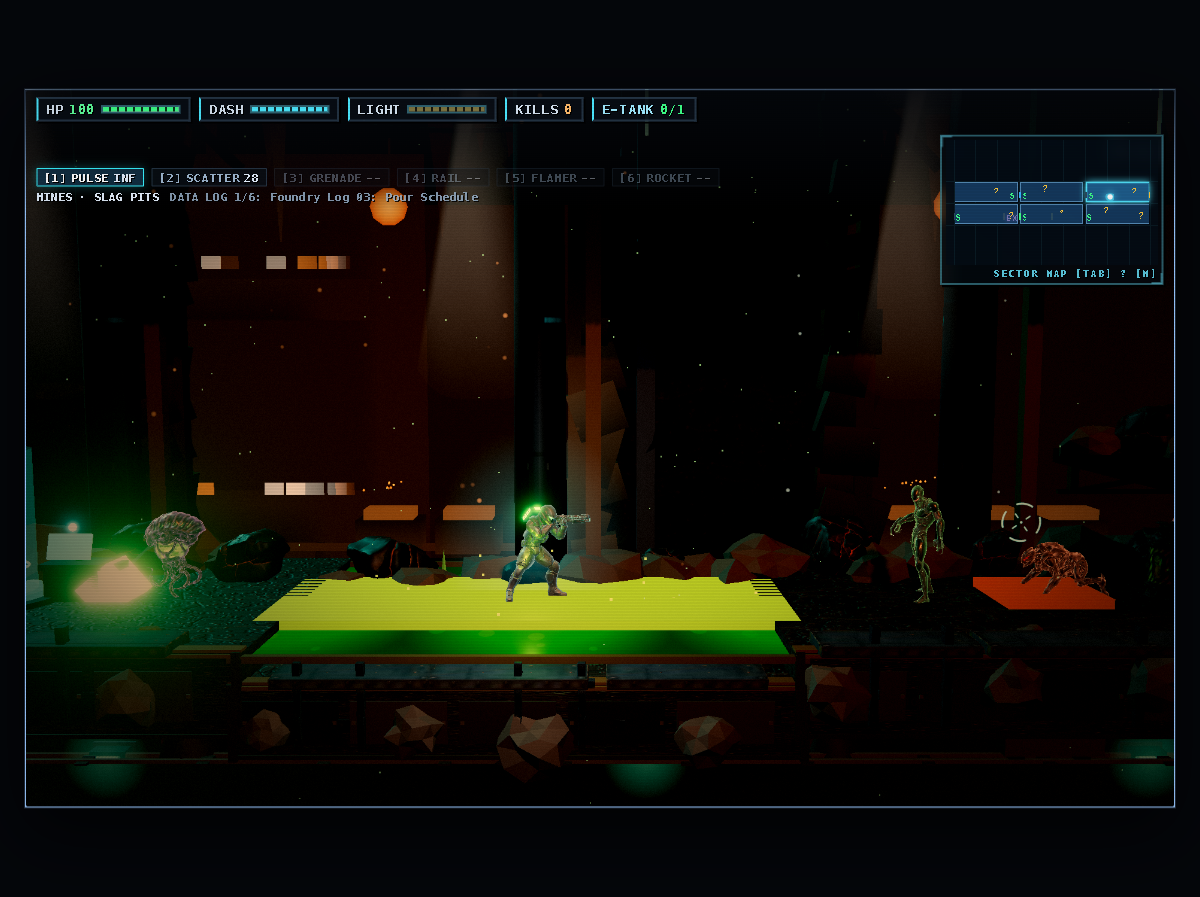 HP 100 DASH LIGHT KILLS 0 E-TANK 0/1
[1] PULSE INF [2] SCATTER 28 [3] GRENADE -- [4] RAIL -- [5] FLAMER -- [6] ROCKET --
MINES · SLAG PITS DATA LOG 1/6: Foundry Log 03: Pour Schedule
? ? ?
S S S
? ? ?
S S S
SECTOR MAP [TAB] ? [M]